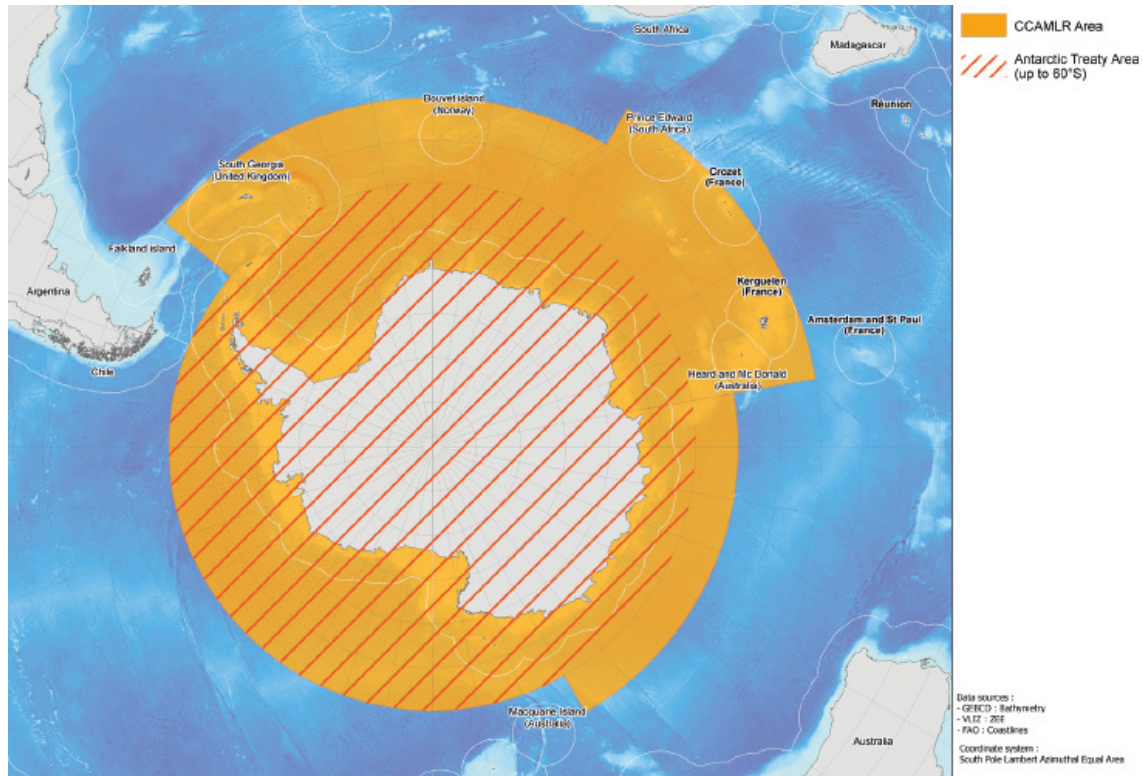 South Africa
Madagascar
Réunion
Bouvet island
(Norway)
Prince Edward
(South Africa)
South Georgia
(United Kingdom)
Crozet
(France)
Falkland island
Argentina
Kerguelen
(France)
Amsterdam and St Paul
(France)
Chile
Heard and Mc Donald
(Australia)
Macquarie Island
(Australia)
Australia
CCAMLR Area
Antarctic Treaty Area
(up to 60°S)
Data sources :
- GEBCO : Bathymetry
- VLIZ : ZEE
- FAO : Coastlines
Coordinate system :
South Pole Lambert Azimuthal Equal Area